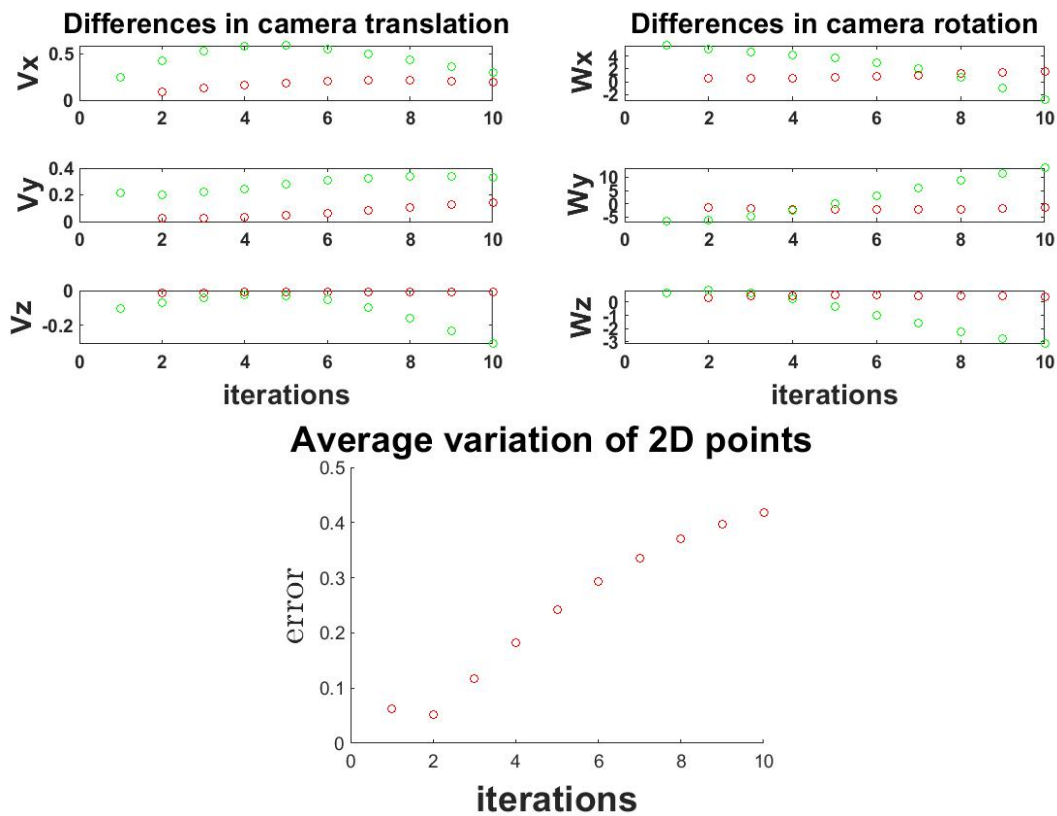 Differences in camera translation
Vx
0.5
0
0 2 4 6 8 10
Vy
0.4
0.2
0
0 2 4 6 8 10
Vz
0
-0.2
0 2 4 6 8 10
iterations
Differences in camera rotation
Wx
4
2
0
-2
0 2 4 6 8 10
Wy
10
5
0
-5
0 2 4 6 8 10
Wz
0
-1
-2
-3
0 2 4 6 8 10
iterations
Average variation of 2D points
error
0.5
0.4
0.3
0.2
0.1
0
0 2 4 6 8 10
iterations